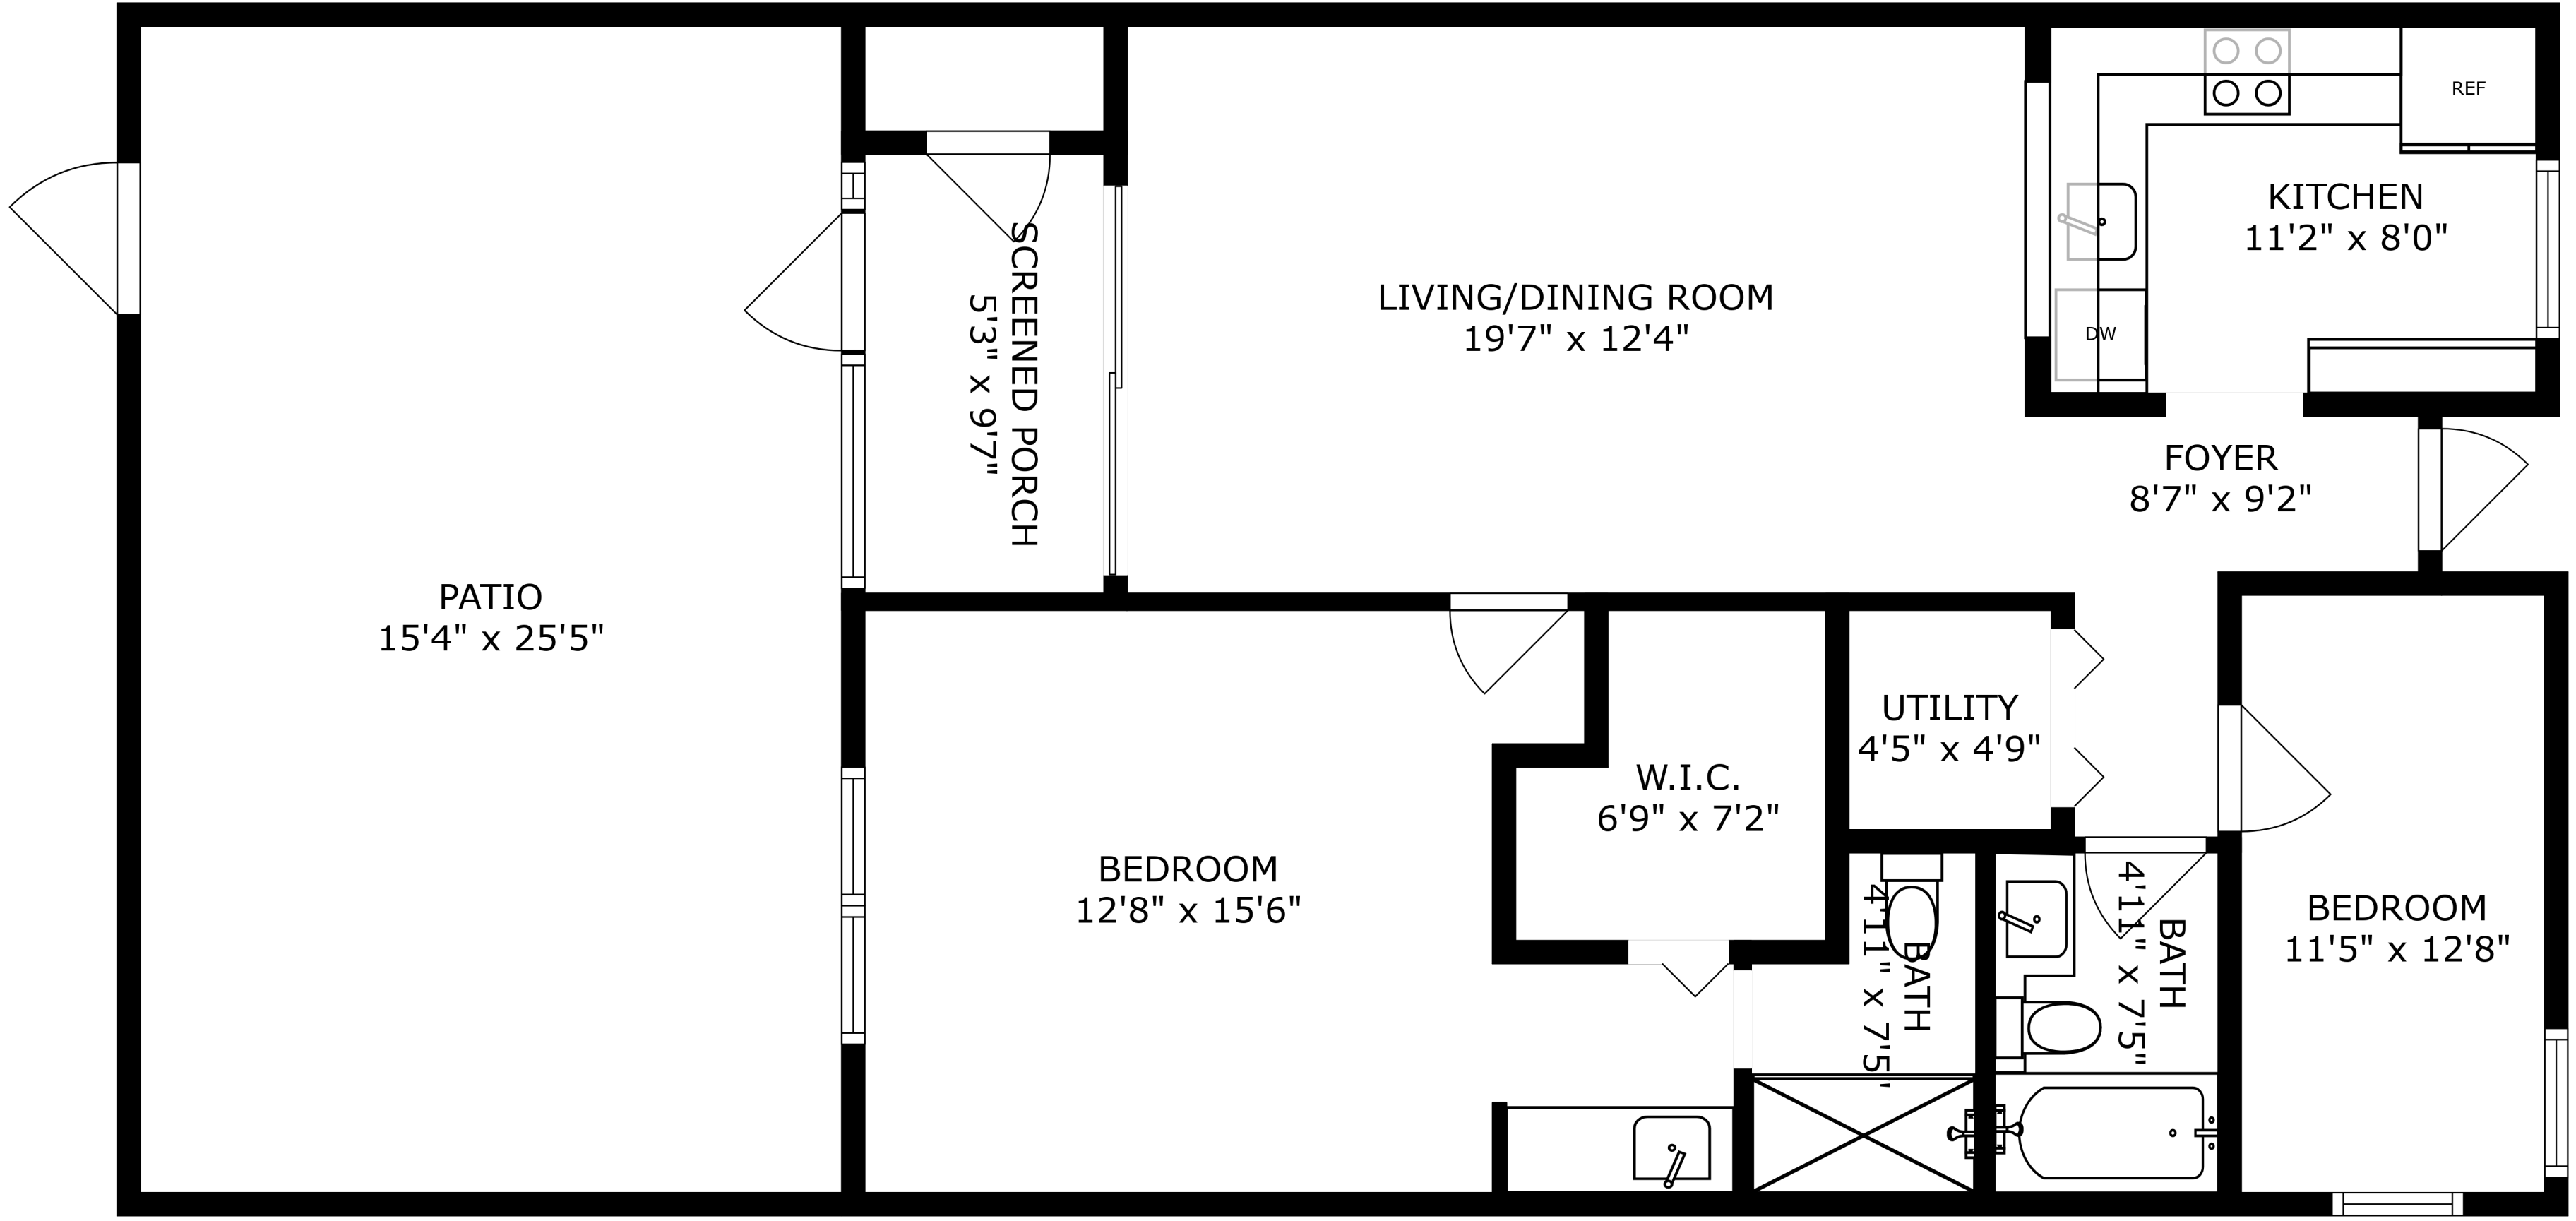 REF
KITCHEN
11'2" x 8'0"
DW
SCREENED PORCH
5'3" x 9'7"
LIVING/DINING ROOM
19'7" x 12'4"
FOYER
8'7" x 9'2"
PATIO
15'4" x 25'5"
UTILITY
4'5" x 4'9"
W.I.C.
6'9" x 7'2"
BEDROOM
12'8" x 15'6"
BATH
4'11" x 7'5"
BATH
4'11" x 7'5"
BEDROOM
11'5" x 12'8"